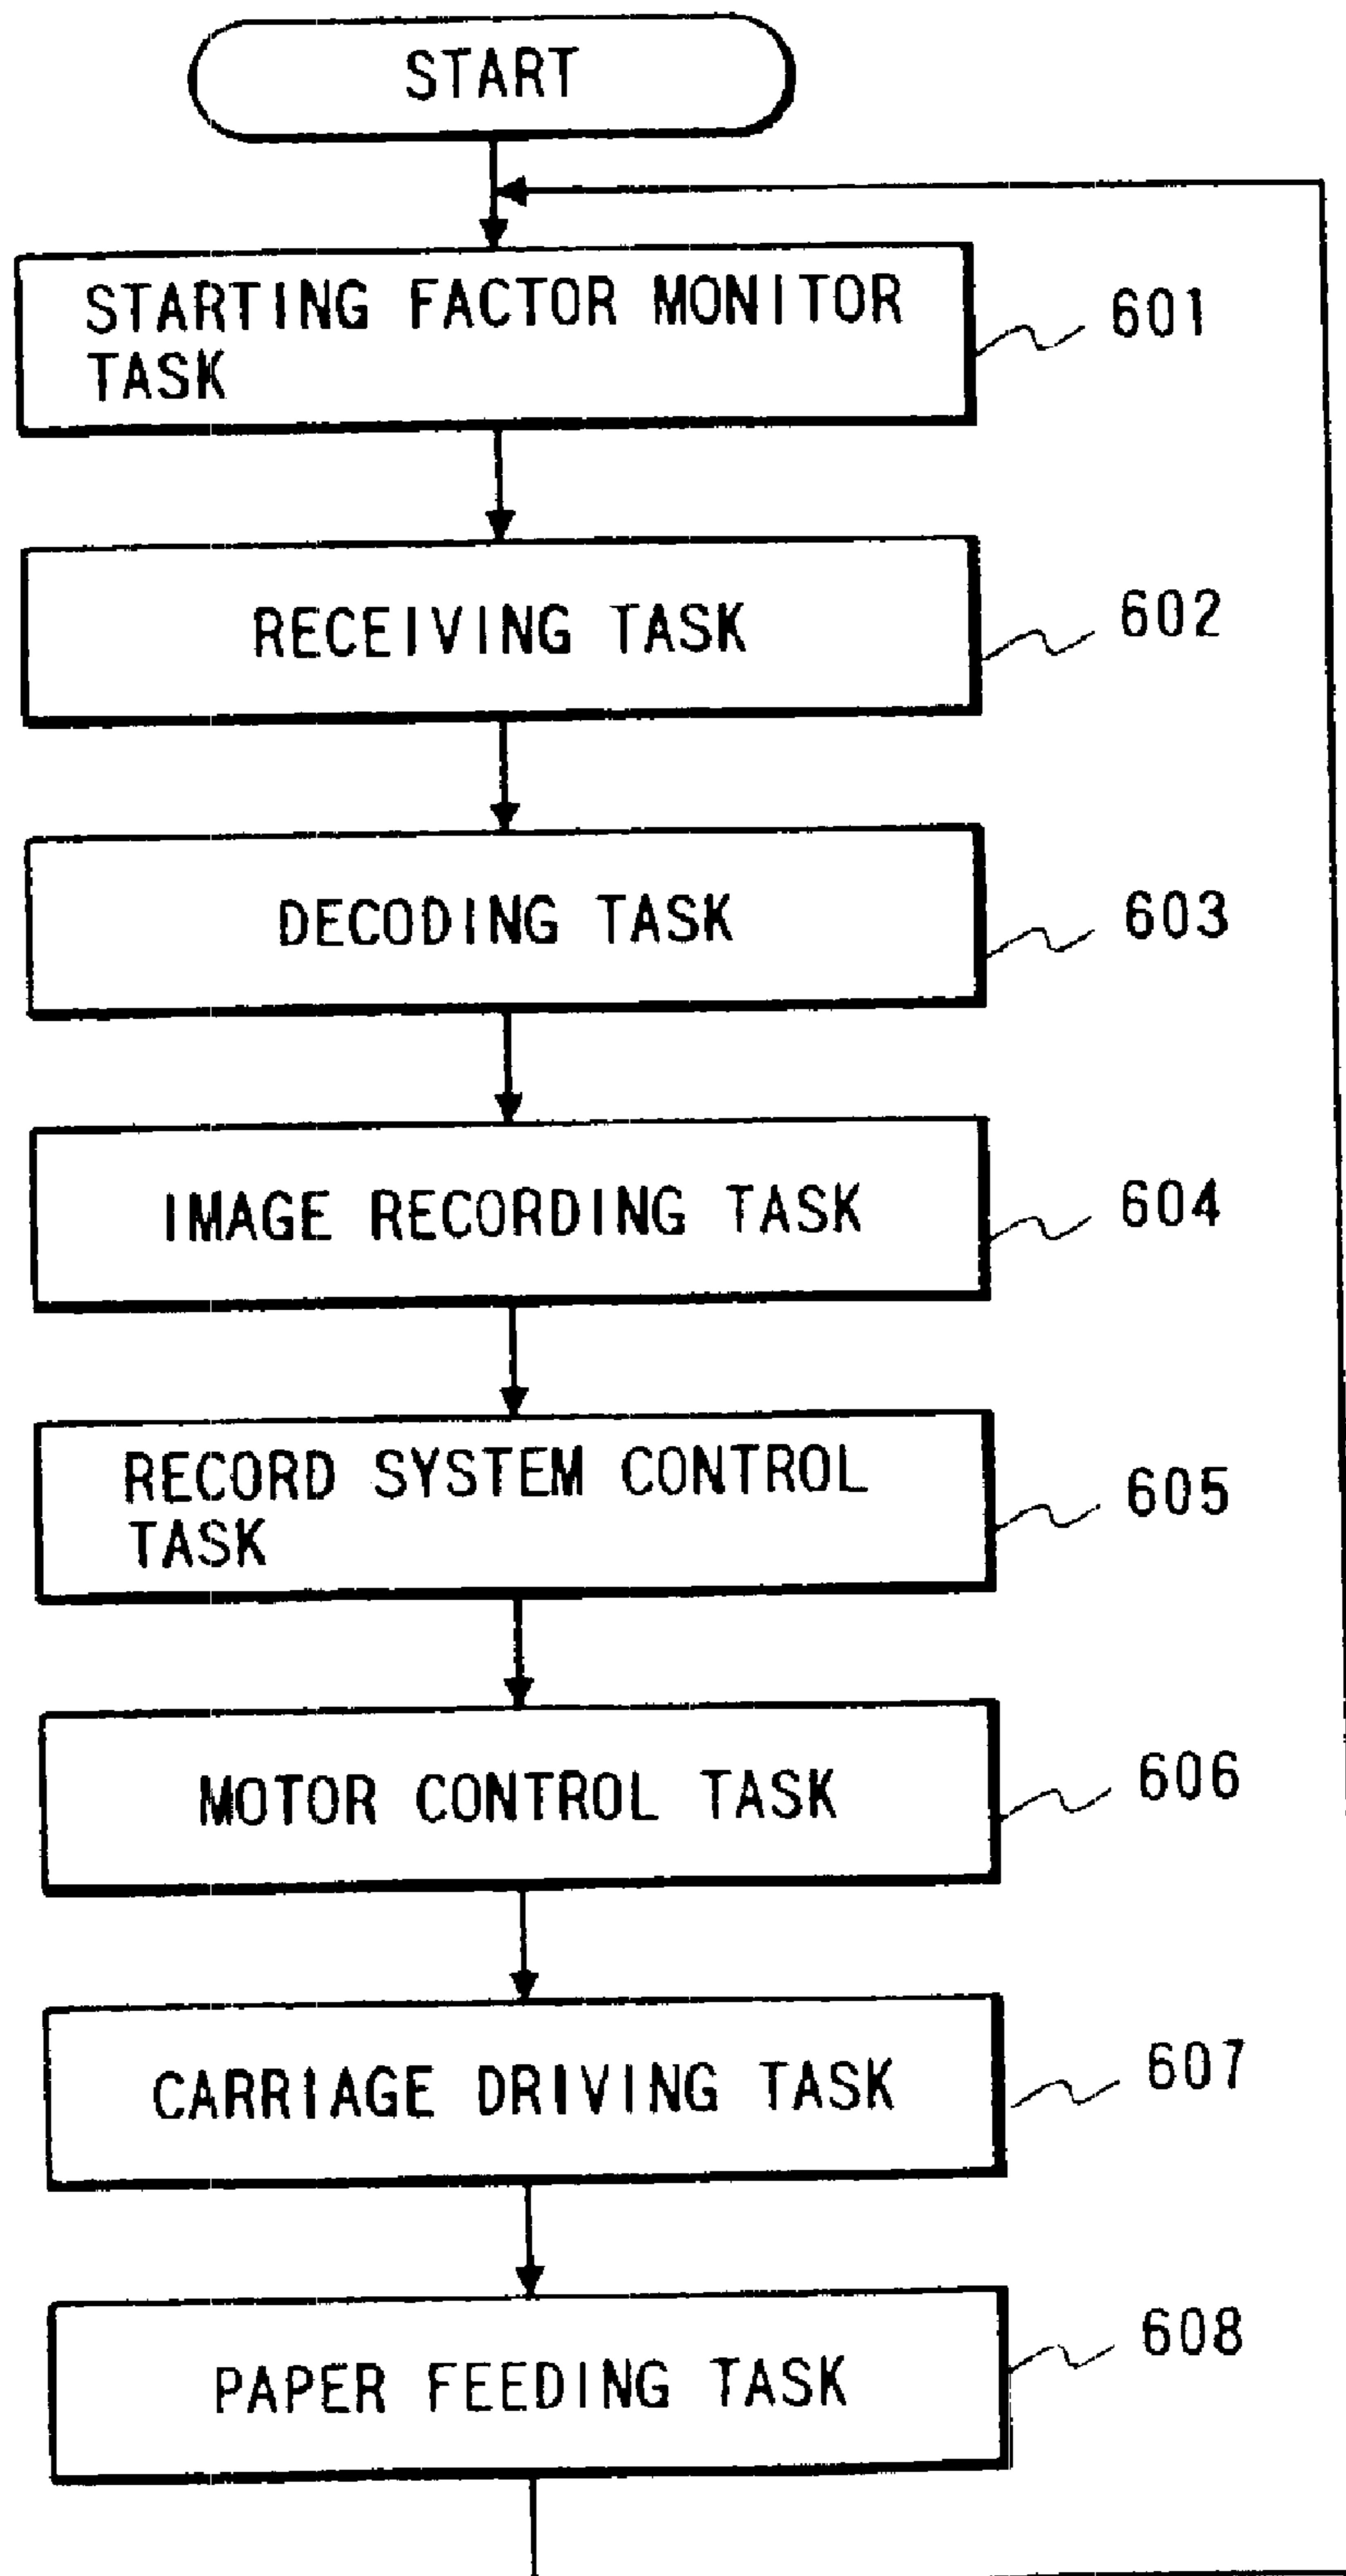 START
STARTING FACTOR MONITOR
TASK
601
RECEIVING TASK
602
DECODING TASK
603
IMAGE RECORDING TASK
604
RECORD SYSTEM CONTROL
TASK
605
MOTOR CONTROL TASK
606
CARRIAGE DRIVING TASK
607
PAPER FEEDING TASK
608